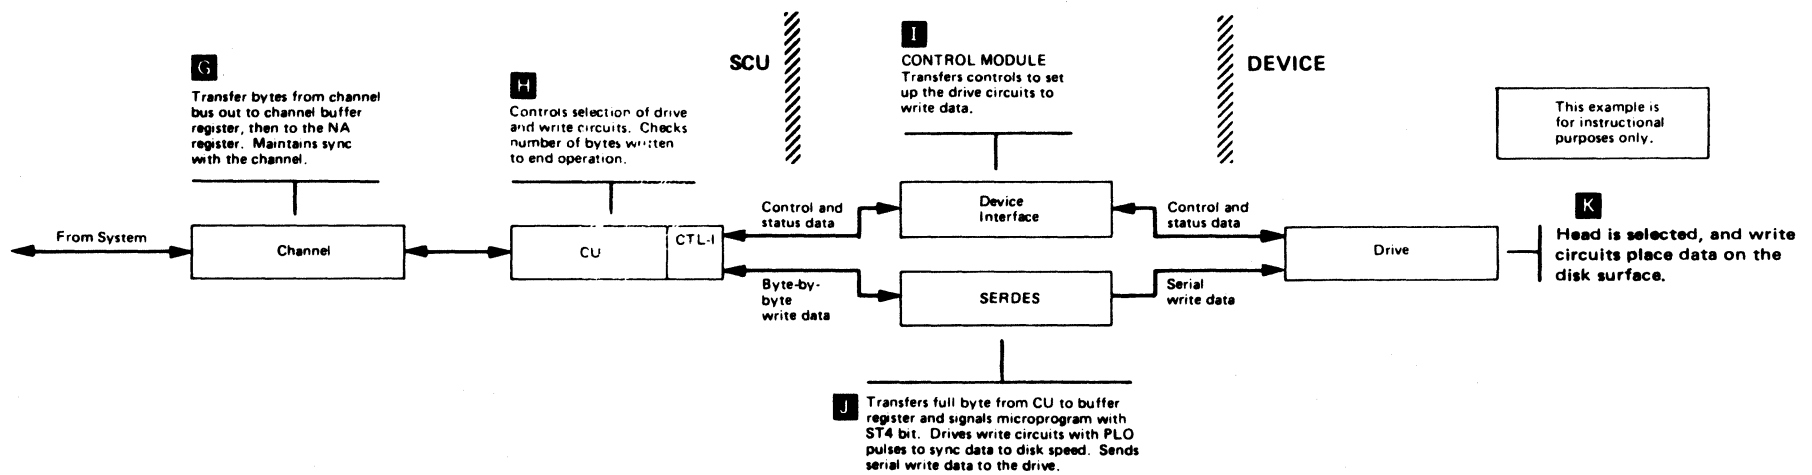 G
Transfer bytes from channel
bus out to channel buffer
register, then to the NA
register. Maintains sync
with the channel.
H
Controls selection of drive
and write circuits. Checks
number of bytes written
to end operation.
SCU
I
CONTROL MODULE
Transfers controls to set
up the drive circuits to
write data.
DEVICE
This example is
for instructional
purposes only.
From System
Channel
CU
CTL-I
Control and
status data
Byte-by-
byte
write data
Device
Interface
SERDES
Control and
status data
Serial
write data
Drive
K
Head is selected, and write
circuits place data on the
disk surface.
J
Transfers full byte from CU to buffer
register and signals microprogram with
ST4 bit. Drives write circuits with PLO
pulses to sync data to disk speed. Sends
serial write data to the drive.